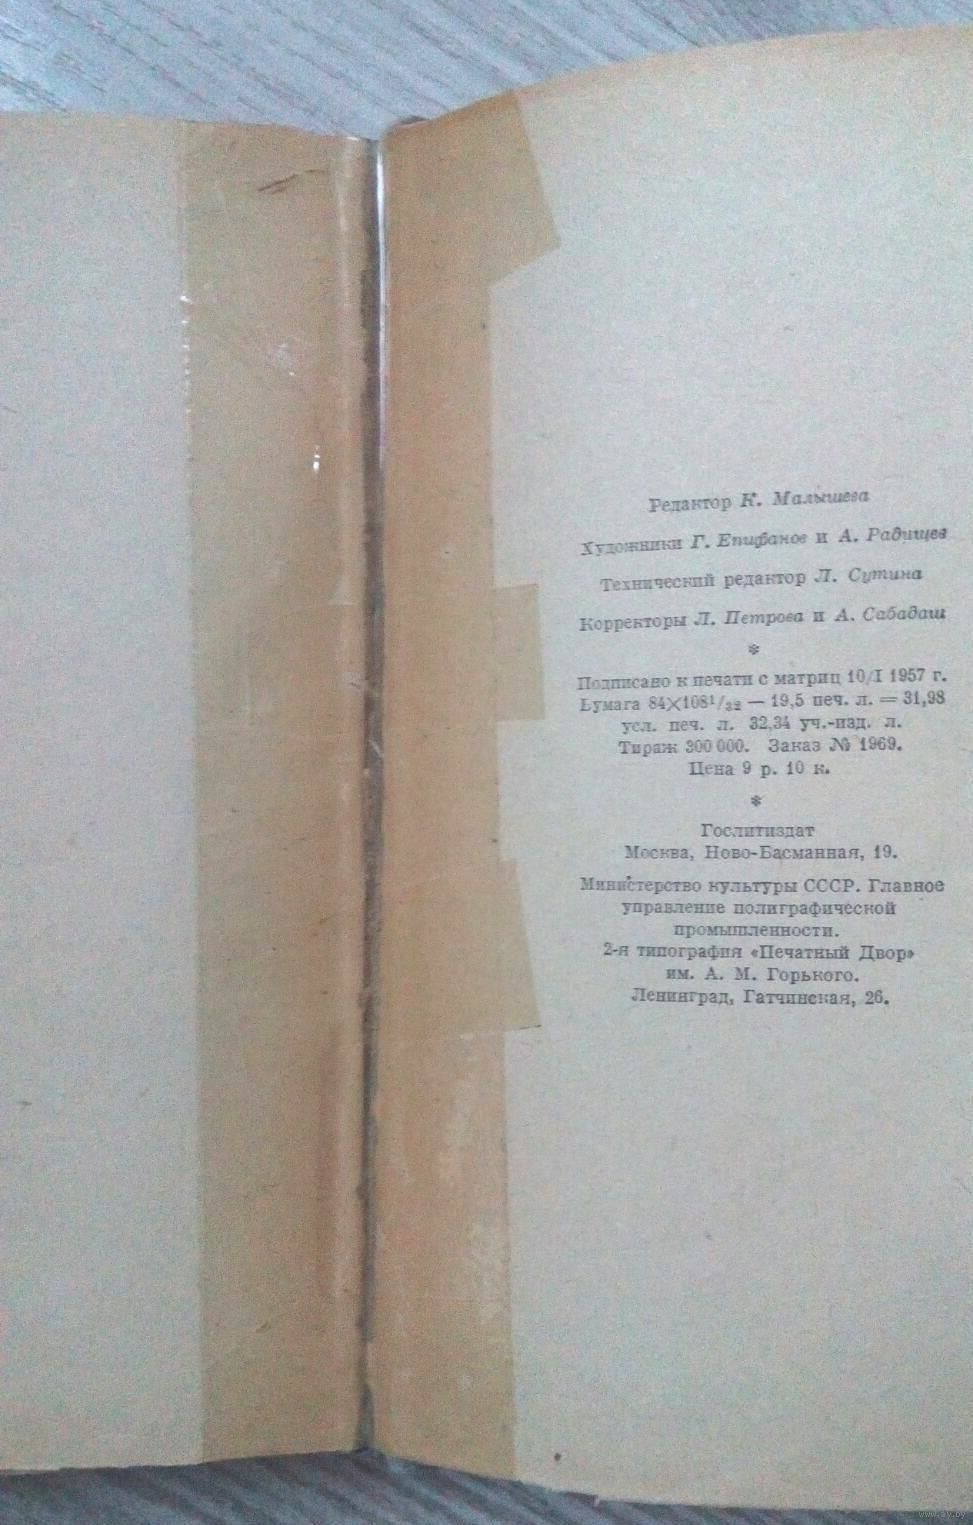 Редактор К. Малышева
Художники Г. Епифанов и А. Радищев
Технический редактор Л. Сутина
Корректоры Л. Петрова и А. Сабадаш
*
Подписано к печати с матриц 10/I 1957 г.
Бумага 84×108¹/₃₂ — 19,5 печ. л. = 31,98
усл. печ. л. 32,34 уч.-изд. л.
Тираж 300 000. Заказ № 1969.
Цена 9 р. 10 к.
*
Гослитиздат
Москва, Ново-Басманная, 19.
Министерство культуры СССР. Главное
управление полиграфической
промышленности.
2-я типография «Печатный Двор»
им. А. М. Горького.
Ленинград, Гатчинская, 26.
www.ay.by